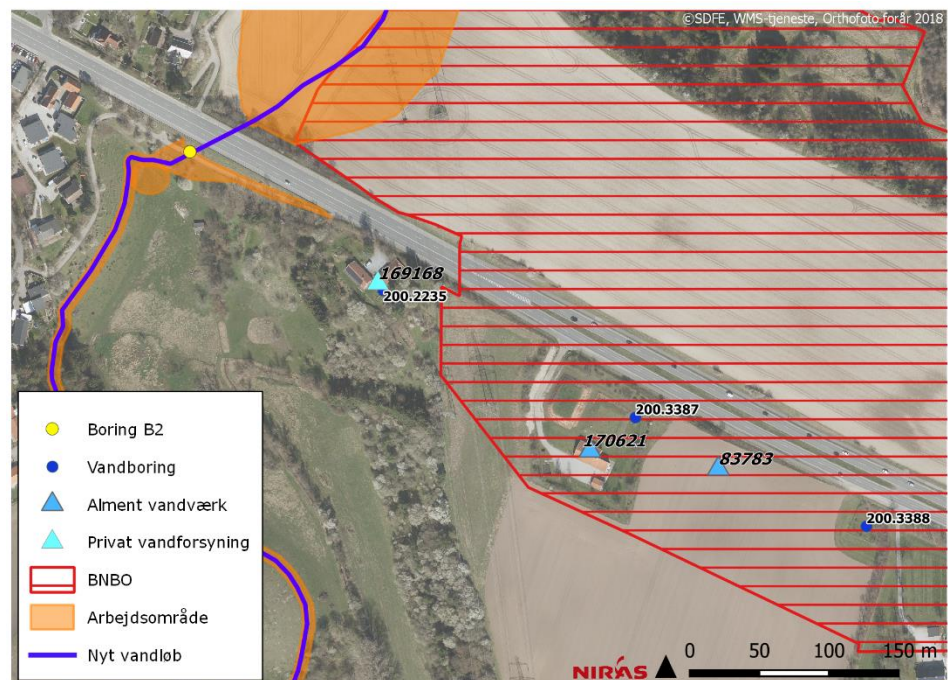 ©SDFE, WMS-tjeneste, Orthofoto forår 2018
169168
200.2235
200.3387
170621
83783
200.3388
Boring B2
Vandboring
Alment vandværk
Privat vandforsyning
BNBO
Arbejdsområde
Nyt vandløb
0 50 100 150 m
NIRÁS